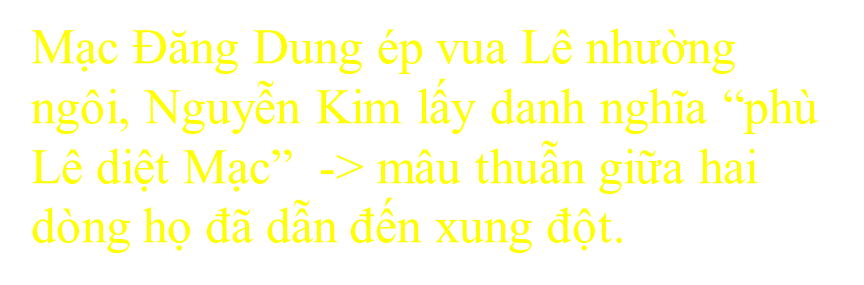 Mạc Đăng Dung ép vua Lê nhường
ngôi, Nguyễn Kim lấy danh nghĩa “phù
Lê diệt Mạc”  -> mâu thuẫn giữa hai
dòng họ đã dẫn đến xung đột.